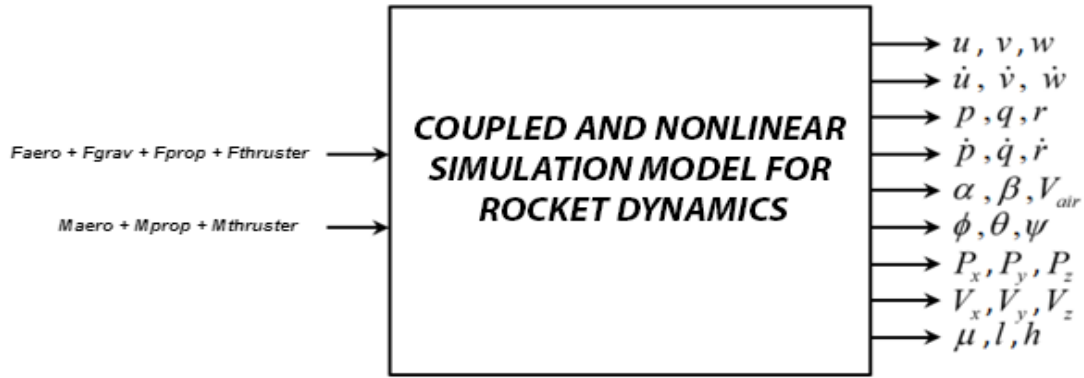 Faero + Fgrav + Fprop + Fthruster
Maero + Mprop + Mthruster
COUPLED AND NONLINEAR
SIMULATION MODEL FOR
ROCKET DYNAMICS
u, v, w
u̇, v̇, ẇ
p, q, r
ṗ, q̇, ṙ
α, β, V_air
ϕ, θ, ψ
P_x, P_y, P_z
V_x, V_y, V_z
μ, l, h